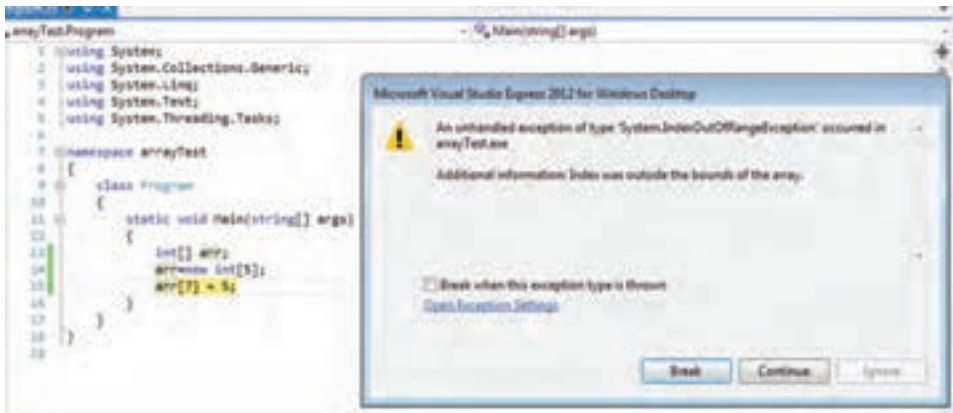 arrayTest.Program
Main(string[] args)
1 using System;
2 using System.Collections.Generic;
3 using System.Linq;
4 using System.Text;
5 using System.Threading.Tasks;
6
7 namespace arrayTest
8 {
9 class Program
10 {
11 static void Main(string[] args)
12 {
13 int[] arr;
14 arr=new int[5];
15 arr[7] = 5;
16 }
17 }
18 }
Microsoft Visual Studio Express 2012 for Windows Desktop
An unhandled exception of type 'System.IndexOutOfRangeException' occurred in
arrayTest.exe
Additional information: Index was outside the bounds of the array.
Break when this exception type is thrown
Open Exception Settings
Break
Continue
Ignore